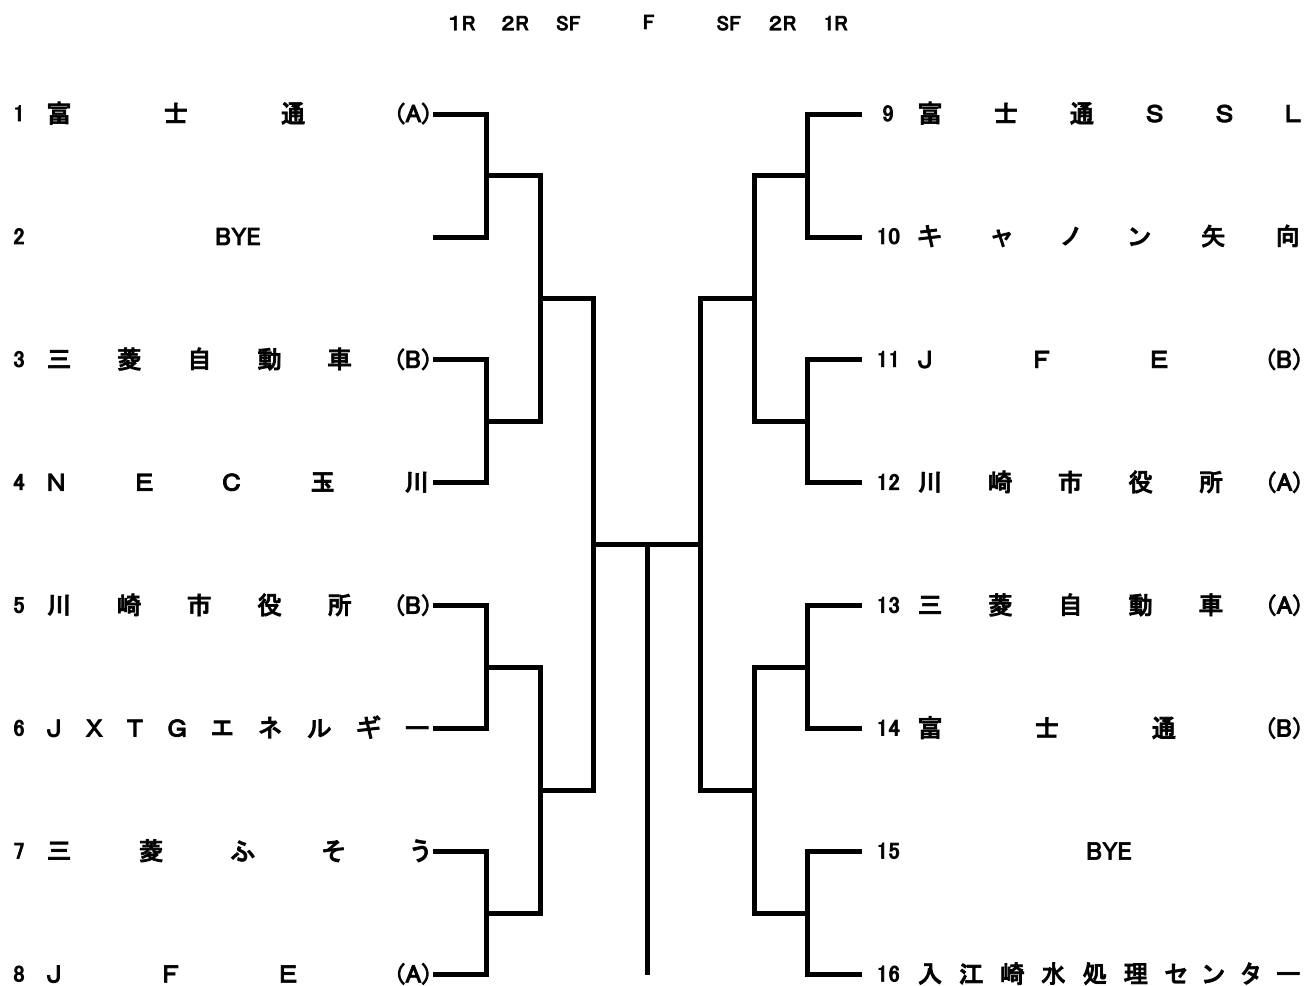 1R 2R SF F SF 2R 1R
1 富士通 (A)
2 BYE
3 三菱自動車 (B)
4 NEC玉川
5 川崎市役所 (B)
6 JXTGエネルギー
7 三菱ふそう
8 JFE (A)
9 富士通SSL
10 キャノン矢向
11 JFE (B)
12 川崎市役所 (A)
13 三菱自動車 (A)
14 富士通 (B)
15 BYE
16 入江崎水処理センター